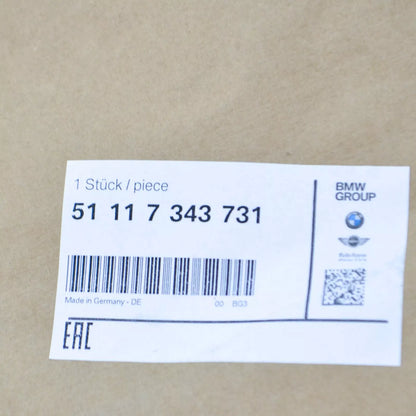 1 Stück / piece
51 11 7 343 731
BMW
GROUP
Made in Germany - DE
00 BG3
EAC